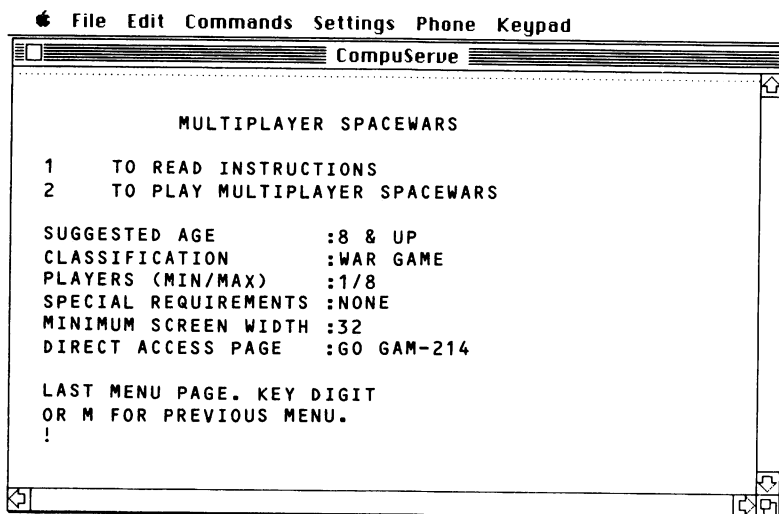 File Edit Commands Settings Phone Keypad
CompuServe
MULTIPLAYER SPACEWARS
1 TO READ INSTRUCTIONS
2 TO PLAY MULTIPLAYER SPACEWARS
SUGGESTED AGE :8 & UP
CLASSIFICATION :WAR GAME
PLAYERS (MIN/MAX) :1/8
SPECIAL REQUIREMENTS :NONE
MINIMUM SCREEN WIDTH :32
DIRECT ACCESS PAGE :GO GAM-214
LAST MENU PAGE. KEY DIGIT
OR M FOR PREVIOUS MENU.
!